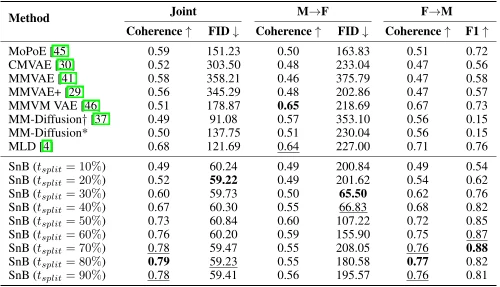 Method Joint M→F F→M
Coherence ↑ FID ↓ Coherence ↑ FID ↓ Coherence ↑ F1 ↑
MoPoE [45] 0.59 151.23 0.50 163.83 0.51 0.72
CMVAE [30] 0.52 303.50 0.48 233.04 0.47 0.56
MMVAE [41] 0.58 358.21 0.46 375.79 0.47 0.58
MMVAE+ [29] 0.56 345.29 0.48 202.86 0.47 0.57
MMVM VAE [46] 0.51 178.87 0.65 218.69 0.67 0.73
MM-Diffusion† [37] 0.49 91.08 0.57 353.10 0.56 0.15
MM-Diffusion* 0.50 137.75 0.51 230.04 0.56 0.15
MLD [4] 0.68 121.69 0.64 227.00 0.71 0.76
SnB (tsplit = 10%) 0.49 60.24 0.49 200.84 0.49 0.54
SnB (tsplit = 20%) 0.52 59.22 0.49 201.62 0.54 0.62
SnB (tsplit = 30%) 0.60 59.73 0.50 65.50 0.62 0.76
SnB (tsplit = 40%) 0.67 60.30 0.55 66.83 0.68 0.82
SnB (tsplit = 50%) 0.73 60.84 0.60 107.22 0.72 0.85
SnB (tsplit = 60%) 0.76 60.20 0.59 155.90 0.75 0.87
SnB (tsplit = 70%) 0.78 59.47 0.55 208.05 0.76 0.88
SnB (tsplit = 80%) 0.79 59.23 0.55 180.58 0.77 0.82
SnB (tsplit = 90%) 0.78 59.41 0.56 195.57 0.76 0.81